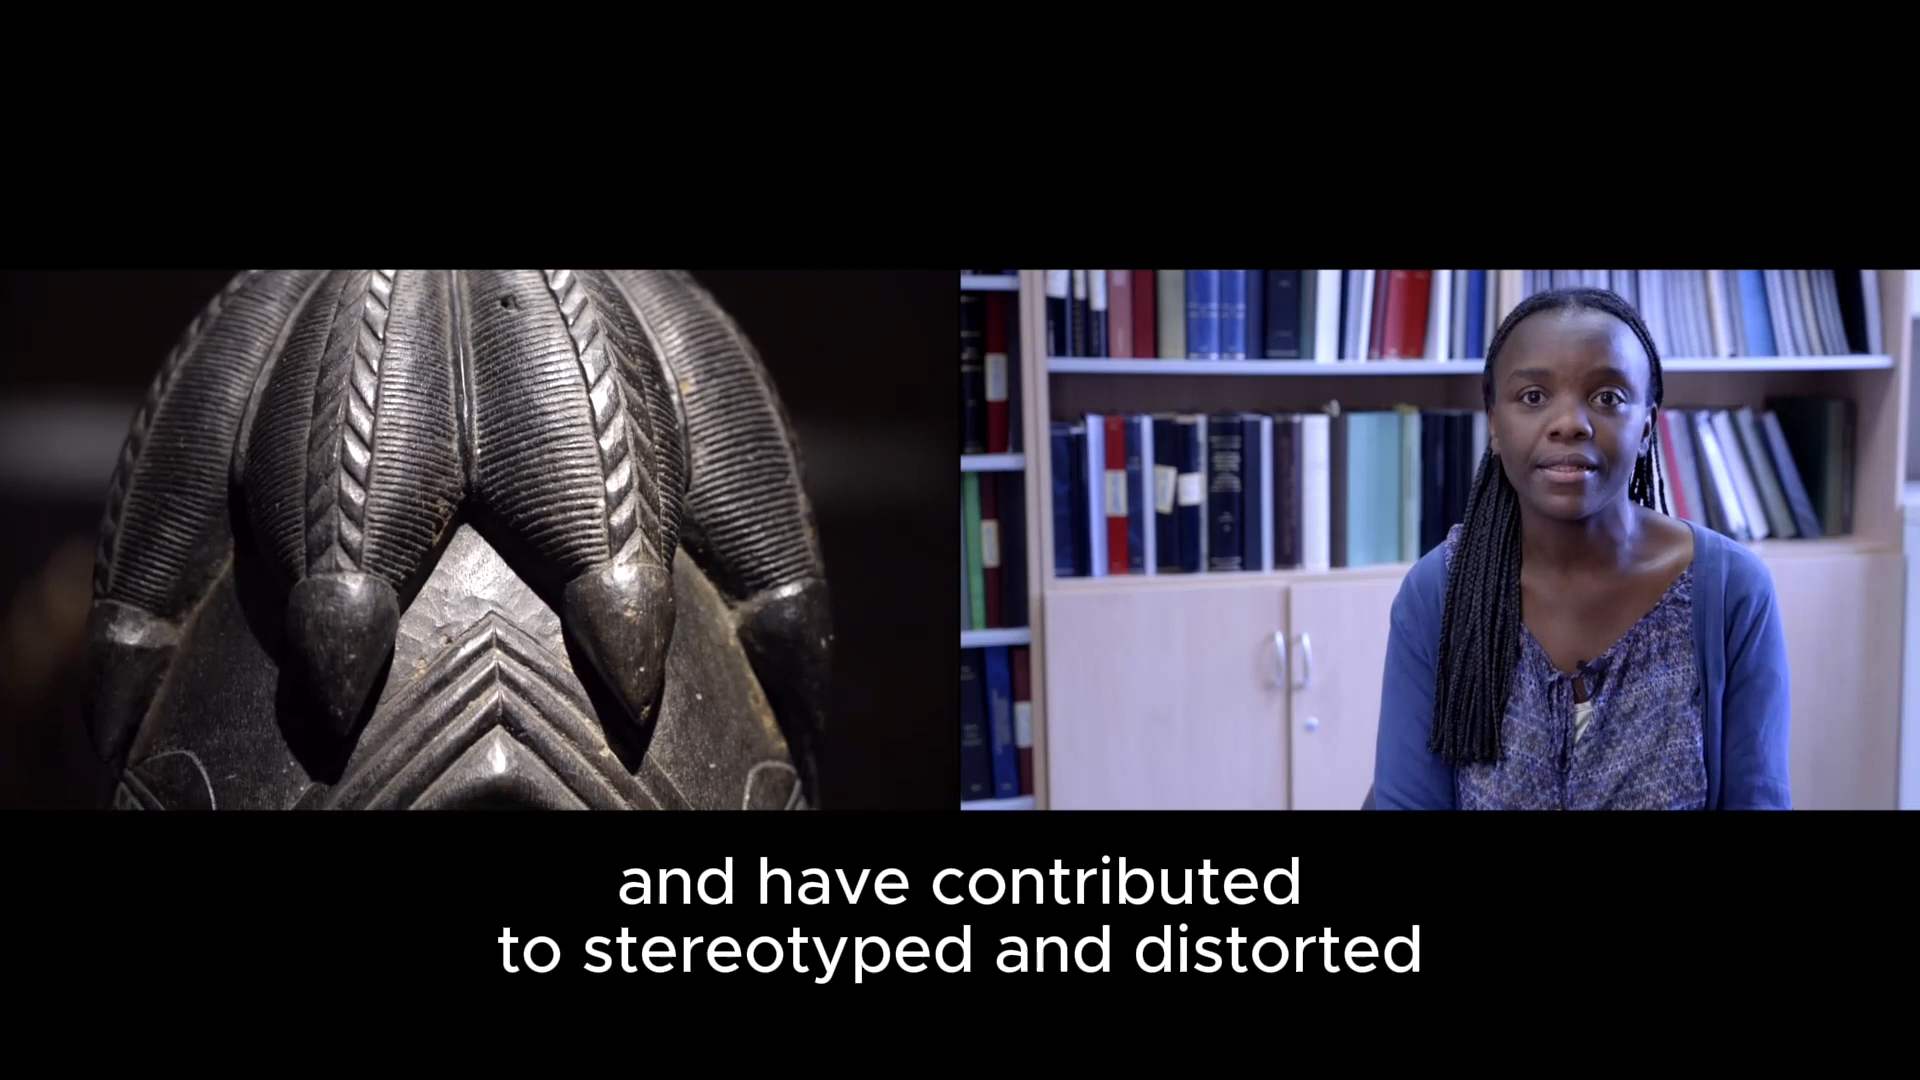 and have contributed
to stereotyped and distorted